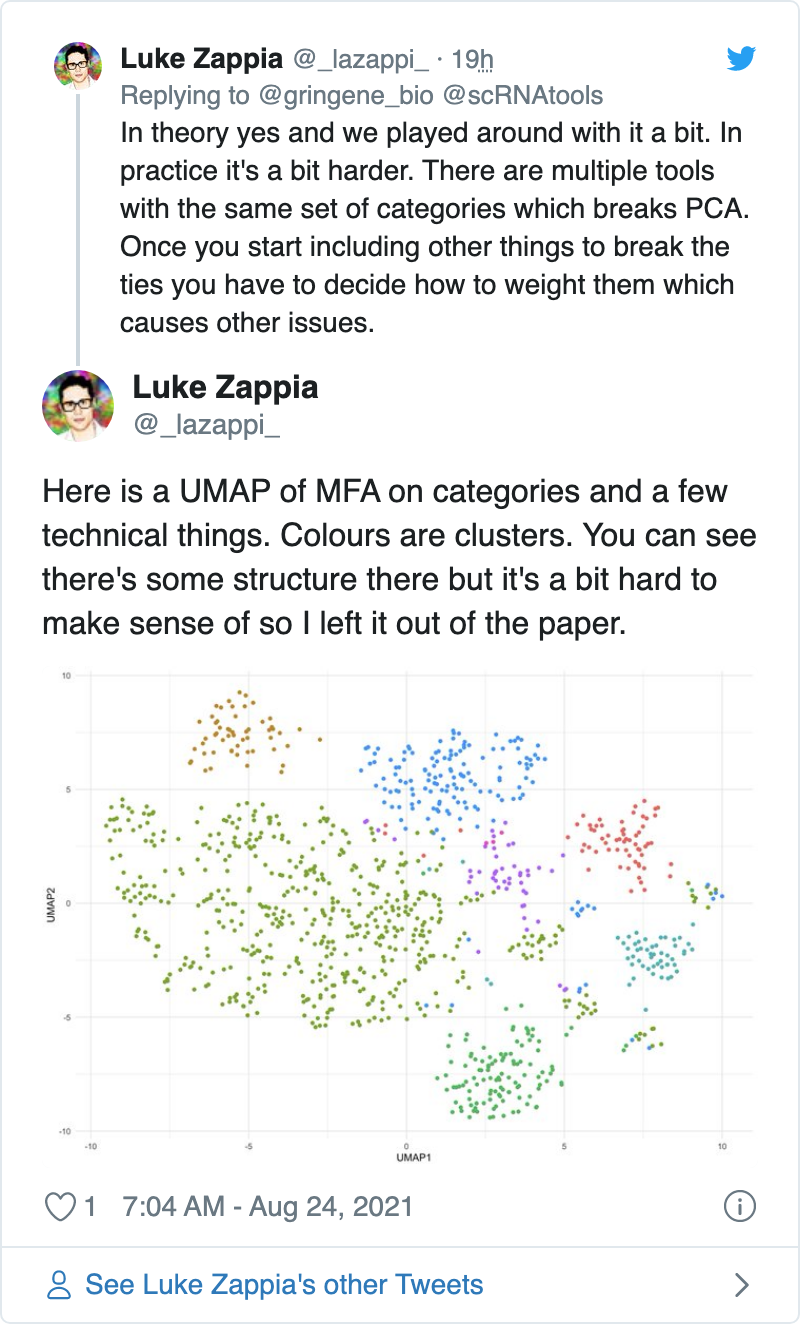 Luke Zappia @_lazappi_ · 19h
Replying to @gringene_bio @scRNAtools
In theory yes and we played around with it a bit. In
practice it's a bit harder. There are multiple tools
with the same set of categories which breaks PCA.
Once you start including other things to break the
ties you have to decide how to weight them which
causes other issues.
Luke Zappia
@_lazappi_
Here is a UMAP of MFA on categories and a few
technical things. Colours are clusters. You can see
there's some structure there but it's a bit hard to
make sense of so I left it out of the paper.
10
5
0
-5
-10
UMAP2
-10 -5 0 5 10
UMAP1
1 7:04 AM - Aug 24, 2021
See Luke Zappia's other Tweets